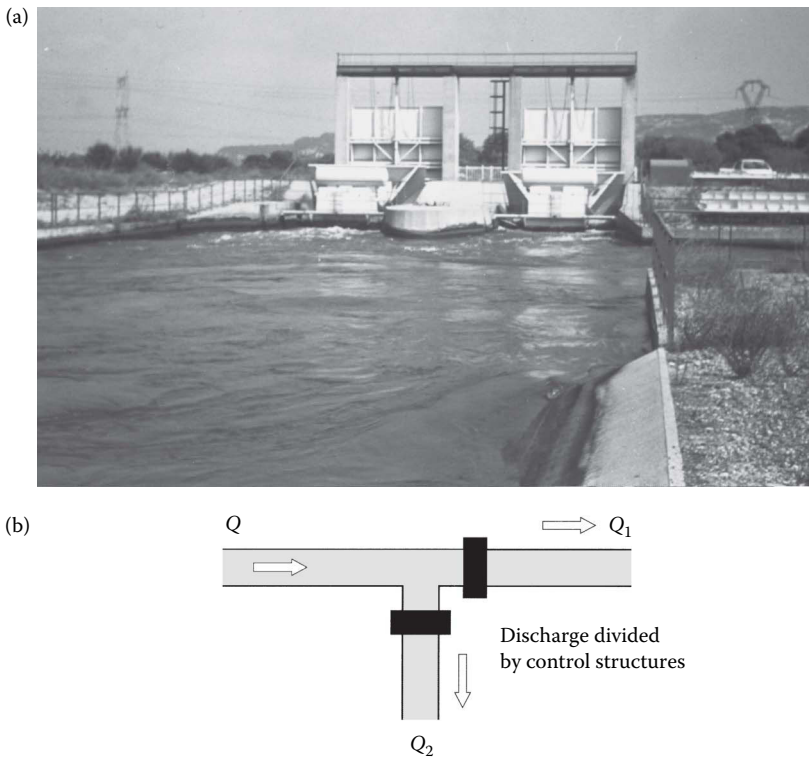 (a)
(b)
Q
Q₁
Discharge divided
by control structures
Q₂